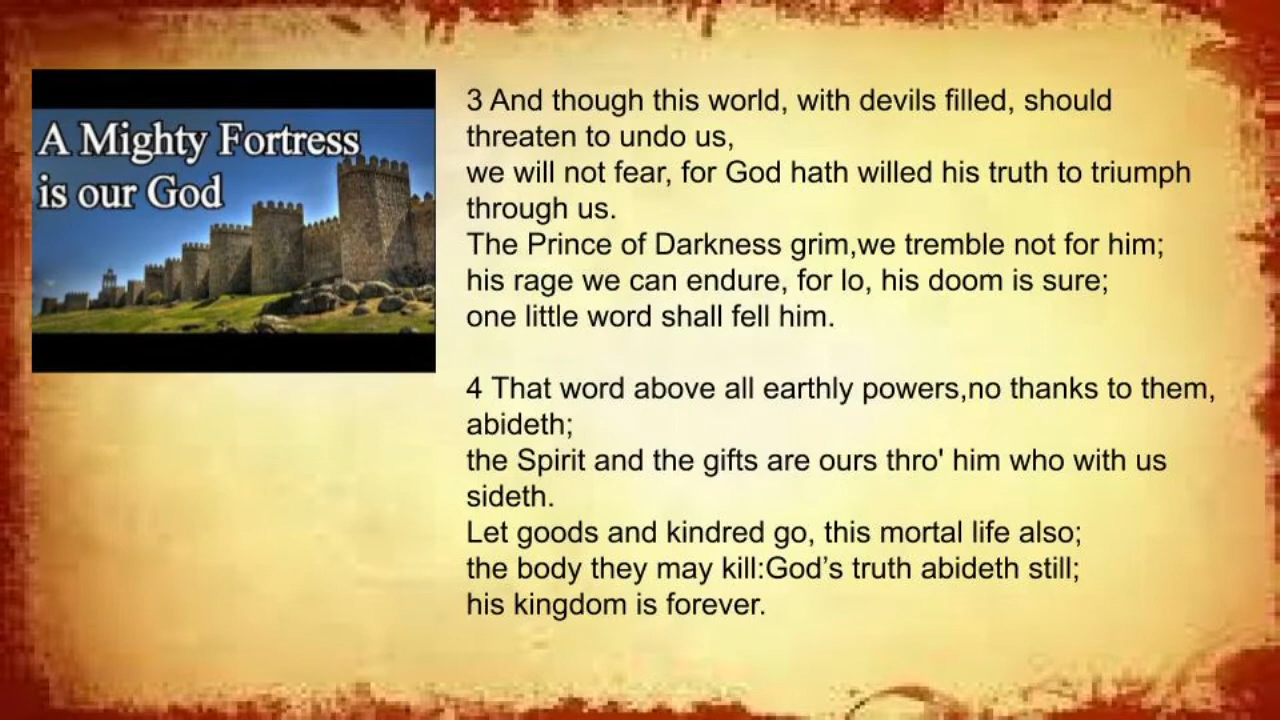 A Mighty Fortress
is our God
3 And though this world, with devils filled, should
threaten to undo us,
we will not fear, for God hath willed his truth to triumph
through us.
The Prince of Darkness grim,we tremble not for him;
his rage we can endure, for lo, his doom is sure;
one little word shall fell him.
4 That word above all earthly powers,no thanks to them,
abideth;
the Spirit and the gifts are ours thro' him who with us
sideth.
Let goods and kindred go, this mortal life also;
the body they may kill:God’s truth abideth still;
his kingdom is forever.